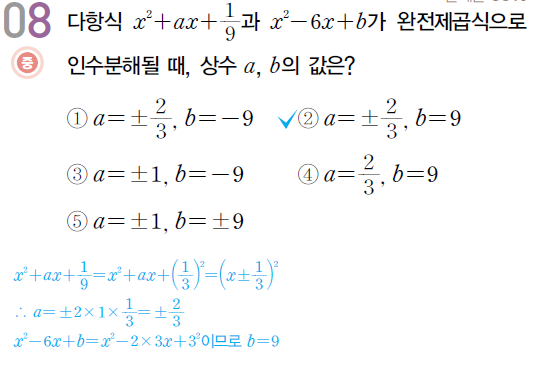 08 다항식 x²+ax+1/9과 x²-6x+b가 완전제곱식으로
중 인수분해될 때, 상수 a, b의 값은?
① a=±2/3, b=-9 ② a=±2/3, b=9
③ a=±1, b=-9 ④ a=2/3, b=9
⑤ a=±1, b=±9
x²+ax+1/9=x²+ax+(1/3)²=(x±1/3)²
∴ a=±2×1×1/3=±2/3
x²-6x+b=x²-2×3x+3²이므로 b=9